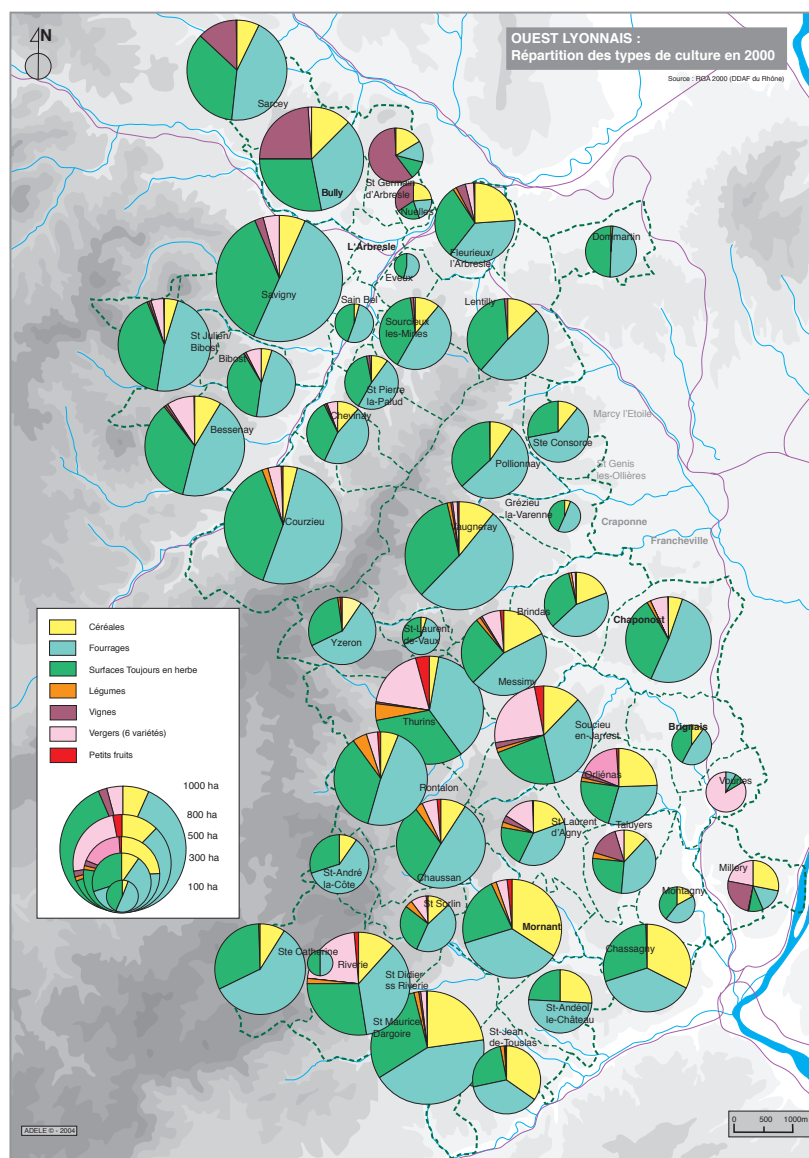 N
OUEST LYONNAIS :
Répartition des types de culture en 2000
Source : RGA 2000 (DDAF du Rhône)
Sarcey
Bully
St Germain
d'Arbresle
Nuelles
L'Arbresle
Fleurieux/
l'Arbresle
Dommartin
Eveux
Savigny
Sain Bel
Sourcieux
les-Mines
Lentilly
St Julien/
Bibost
Bibost
St Pierre
la-Palud
Bessenay
Chevinay
Marcy l'Etoile
Ste Consorce
Pollionnay
St Genis
les-Ollières
Courzieu
Grézieu
la-Varenne
Craponne
Vaugneray
Francheville
Brindas
Chaponost
Yzeron
St-Laurent
de-Vaux
Messimy
Thurins
Soucieu
en-Jarrest
Brignais
Rontalon
Orliénas
Vourles
St-Laurent
d'Agny
Taluyers
Chaussan
St-André
la-Côte
Millery
Montagny
St Sorlin
Mornant
Ste Catherine
Riverie
St Didier
ss Riverie
Chassagny
St-Andéol
le-Château
St Maurice
Dargoire
St-Jean
de-Touslas
Céréales
Fourrages
Surfaces Toujours en herbe
Légumes
Vignes
Vergers (6 variétés)
Petits fruits
1000 ha
800 ha
500 ha
300 ha
100 ha
ADELE © - 2004
0 500 1000m